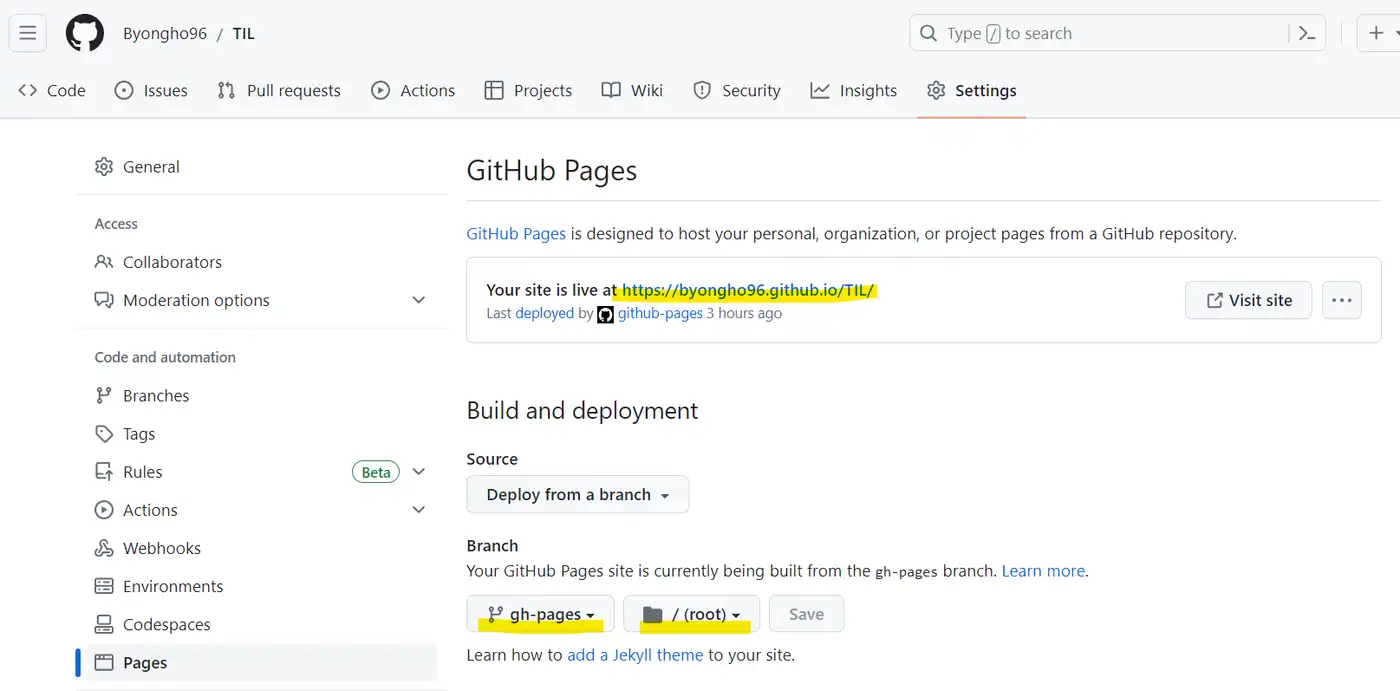 Byongho96 / TIL
Type / to search
Code
Issues
Pull requests
Actions
Projects
Wiki
Security
Insights
Settings
General
Access
Collaborators
Moderation options
Code and automation
Branches
Tags
Rules Beta
Actions
Webhooks
Environments
Codespaces
Pages
GitHub Pages
GitHub Pages is designed to host your personal, organization, or project pages from a GitHub repository.
Your site is live at https://byongho96.github.io/TIL/
Last deployed by github-pages 3 hours ago
Visit site
Build and deployment
Source
Deploy from a branch
Branch
Your GitHub Pages site is currently being built from the gh-pages branch. Learn more.
gh-pages
/ (root)
Save
Learn how to add a Jekyll theme to your site.